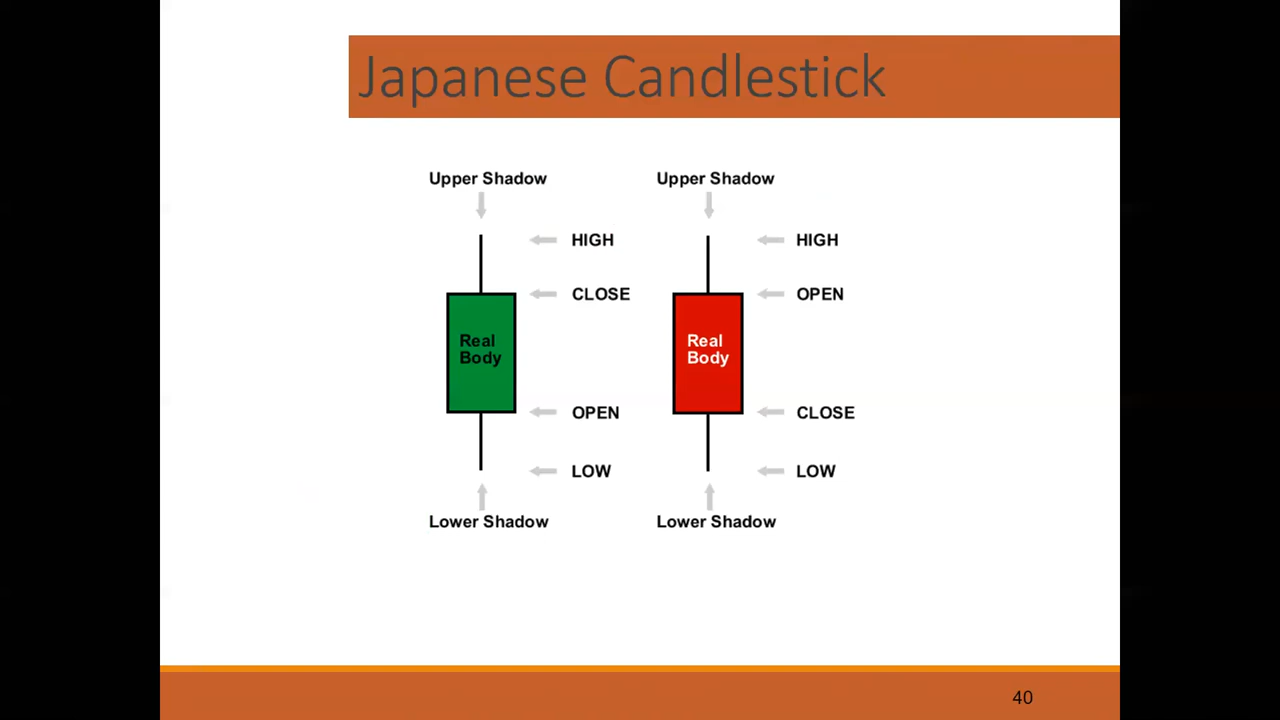 Japanese Candlestick
Upper Shadow
HIGH
CLOSE
Real
Body
OPEN
LOW
Lower Shadow
Upper Shadow
HIGH
OPEN
Real
Body
CLOSE
LOW
Lower Shadow
40